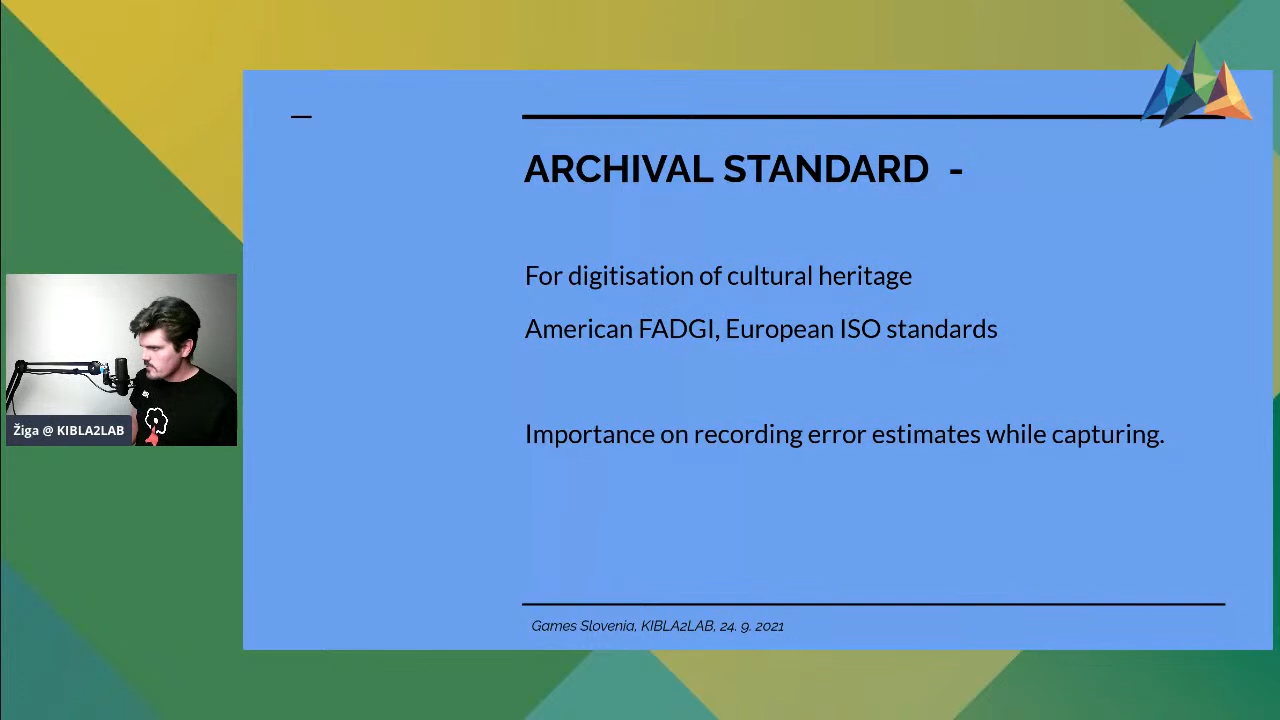 ARCHIVAL STANDARD -
For digitisation of cultural heritage
American FADGI, European ISO standards
Importance on recording error estimates while capturing.
Žiga @ KIBLA2LAB
Games Slovenia, KIBLA2LAB, 24. 9. 2021